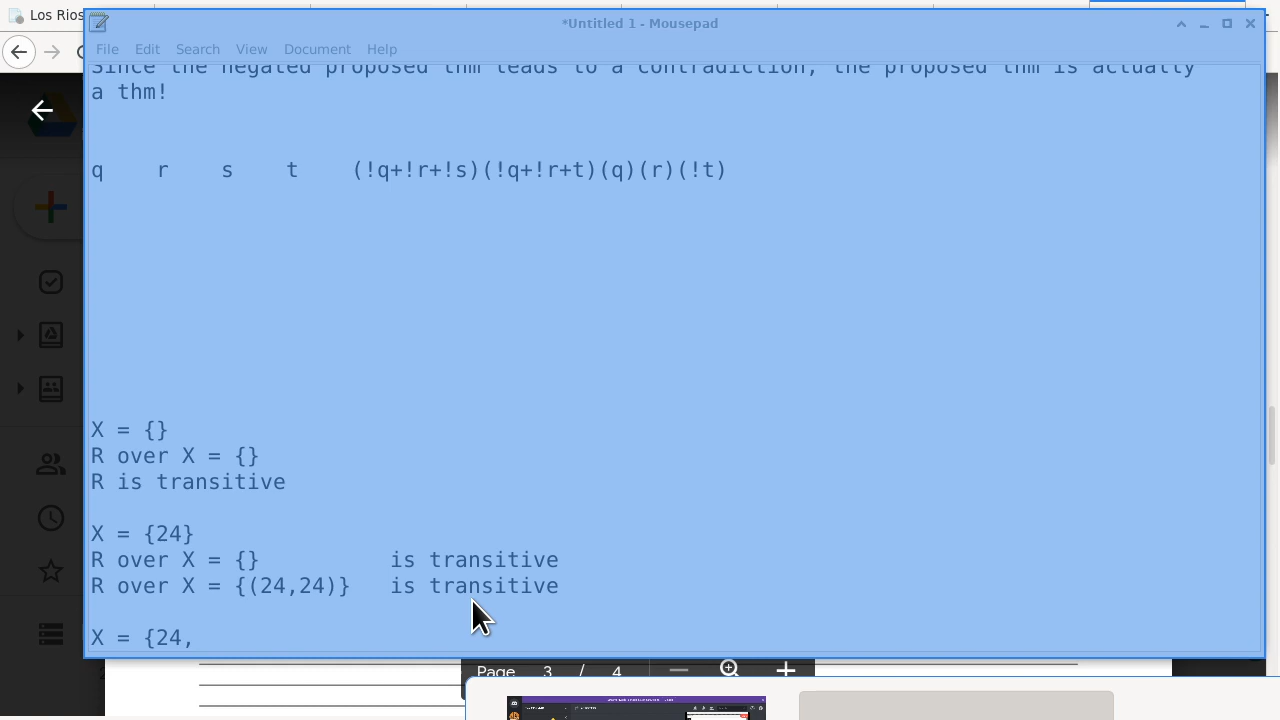 Los Rios
*Untitled 1 - Mousepad
File Edit Search View Document Help
Since the negated proposed thm leads to a contradiction, the proposed thm is actually
a thm!
q r s t (!q+!r+!s)(!q+!r+t)(q)(r)(!t)
X = {}
R over X = {}
R is transitive
X = {24}
R over X = {} is transitive
R over X = {(24,24)} is transitive
X = {24,
Page 3 / 4